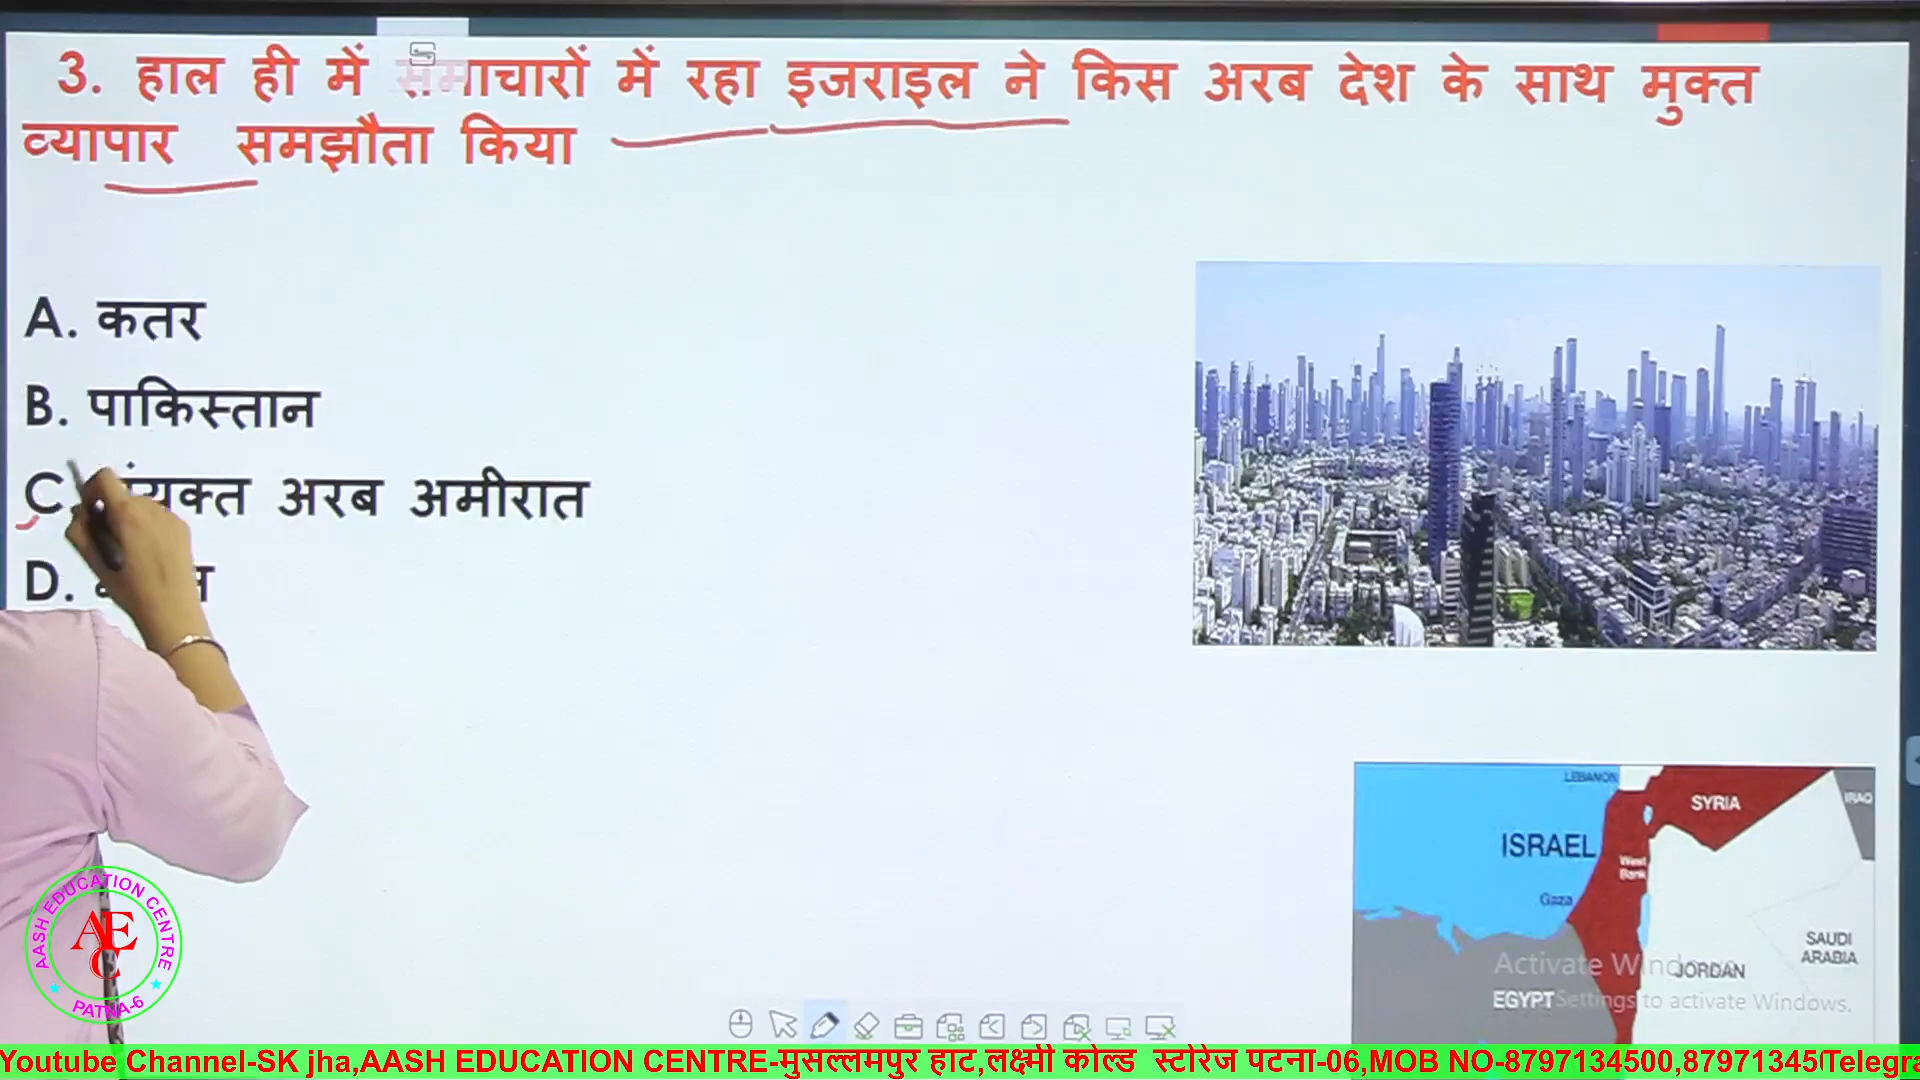 3. हाल ही में समाचारों में रहा इजराइल ने किस अरब देश के साथ मुक्त
व्यापार समझौता किया
A. कतर
B. पाकिस्तान
C. संयक्त अरब अमीरात
D.
LEBANON
SYRIA
IRAQ
ISRAEL
West
Bank
Gaza
SAUDI
ARABIA
JORDAN
EGYPT
Activate Windows
Settings to activate Windows.
AASH EDUCATION CENTRE
AEC
PATNA-6
Youtube Channel-SK jha,AASH EDUCATION CENTRE-मुसल्लमपुर हाट,लक्ष्मी कोल्ड स्टोरेज पटना-06,MOB NO-8797134500,879713450